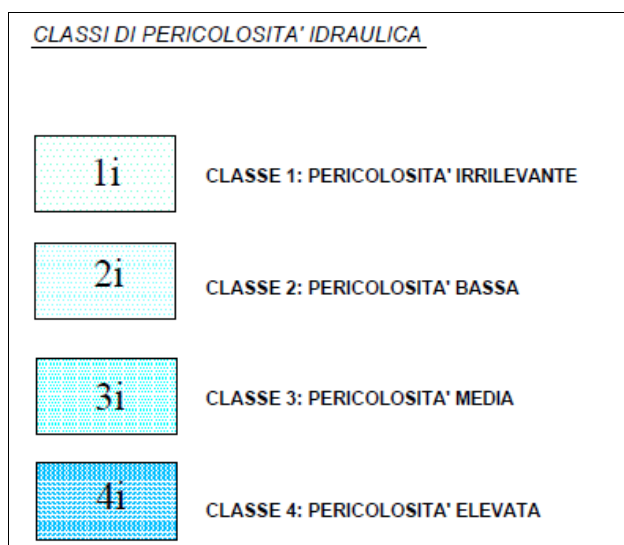 CLASSI DI PERICOLOSITA' IDRAULICA
1i CLASSE 1: PERICOLOSITA' IRRILEVANTE
2i CLASSE 2: PERICOLOSITA' BASSA
3i CLASSE 3: PERICOLOSITA' MEDIA
4i CLASSE 4: PERICOLOSITA' ELEVATA